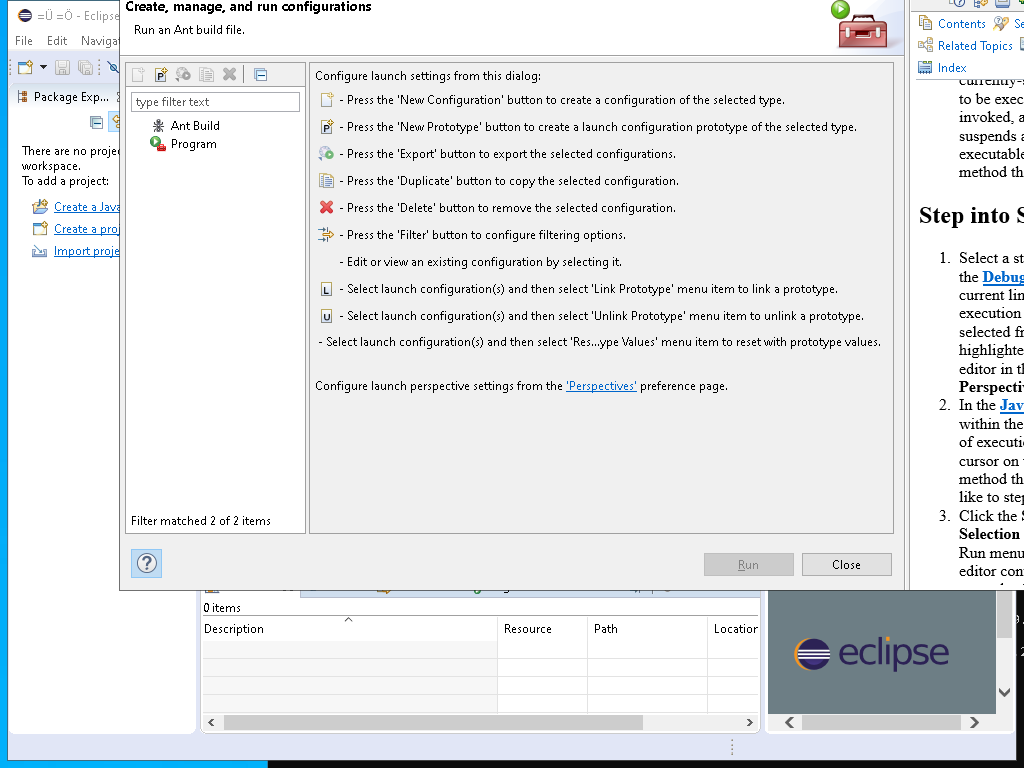 =Ü =Ö - Eclipse
File Edit Navigat
Package Exp...
There are no proje
workspace.
To add a project:
Create a Java
Create a proj
Import proje
Create, manage, and run configurations
Run an Ant build file.
type filter text
Ant Build
Program
Filter matched 2 of 2 items
Configure launch settings from this dialog:
- Press the 'New Configuration' button to create a configuration of the selected type.
- Press the 'New Prototype' button to create a launch configuration prototype of the selected type.
- Press the 'Export' button to export the selected configurations.
- Press the 'Duplicate' button to copy the selected configuration.
- Press the 'Delete' button to remove the selected configuration.
- Press the 'Filter' button to configure filtering options.
- Edit or view an existing configuration by selecting it.
L - Select launch configuration(s) and then select 'Link Prototype' menu item to link a prototype.
U - Select launch configuration(s) and then select 'Unlink Prototype' menu item to unlink a prototype.
- Select launch configuration(s) and then select 'Res...ype Values' menu item to reset with prototype values.
Configure launch perspective settings from the 'Perspectives' preference page.
Run Close
Contents Se
Related Topics
Index
currently-s
to be exec
invoked, a
suspends a
executable
method th
Step into S
1. Select a st
the Debug
current lin
execution
selected fr
highlighte
editor in th
Perspectiv
2. In the Jav
within the
of executi
cursor on
method th
like to step
3. Click the S
Selection
Run menu
editor con
0 items
Description Resource Path Location
eclipse